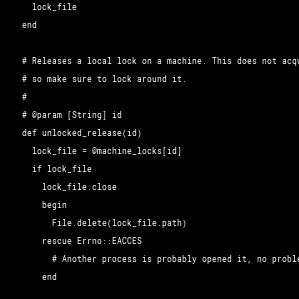 lock_file
end
# Releases a local lock on a machine. This does not acqu
# so make sure to lock around it.
#
# @param [String] id
def unlocked_release(id)
lock_file = @machine_locks[id]
if lock_file
lock_file.close
begin
File.delete(lock_file.path)
rescue Errno::EACCES
# Another process is probably opened it, no proble
end